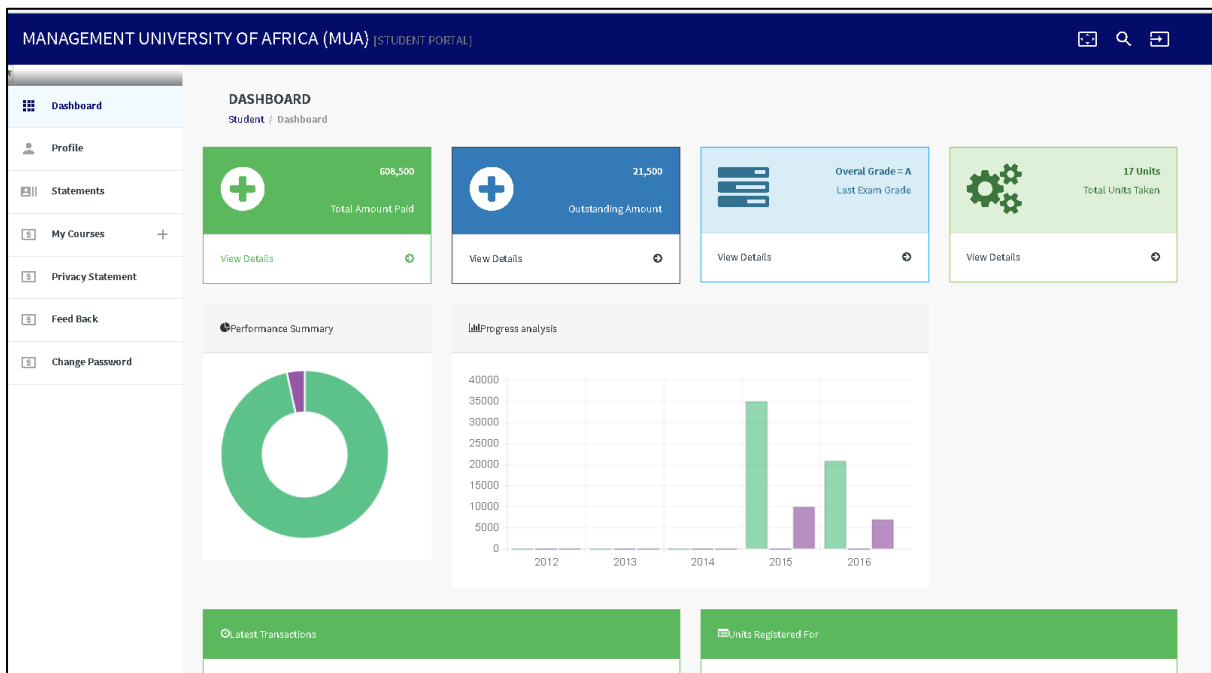 MANAGEMENT UNIVERSITY OF AFRICA (MUA) [STUDENT PORTAL]
Dashboard
Profile
Statements
My Courses
Privacy Statement
Feed Back
Change Password
DASHBOARD
Student / Dashboard
608,500
Total Amount Paid
View Details
21,500
Outstanding Amount
View Details
Overal Grade = A
Last Exam Grade
View Details
17 Units
Total Units Taken
View Details
Performance Summary
Progress analysis
40000
35000
30000
25000
20000
15000
10000
5000
0
2012 2013 2014 2015 2016
Latest Transactions
Units Registered For